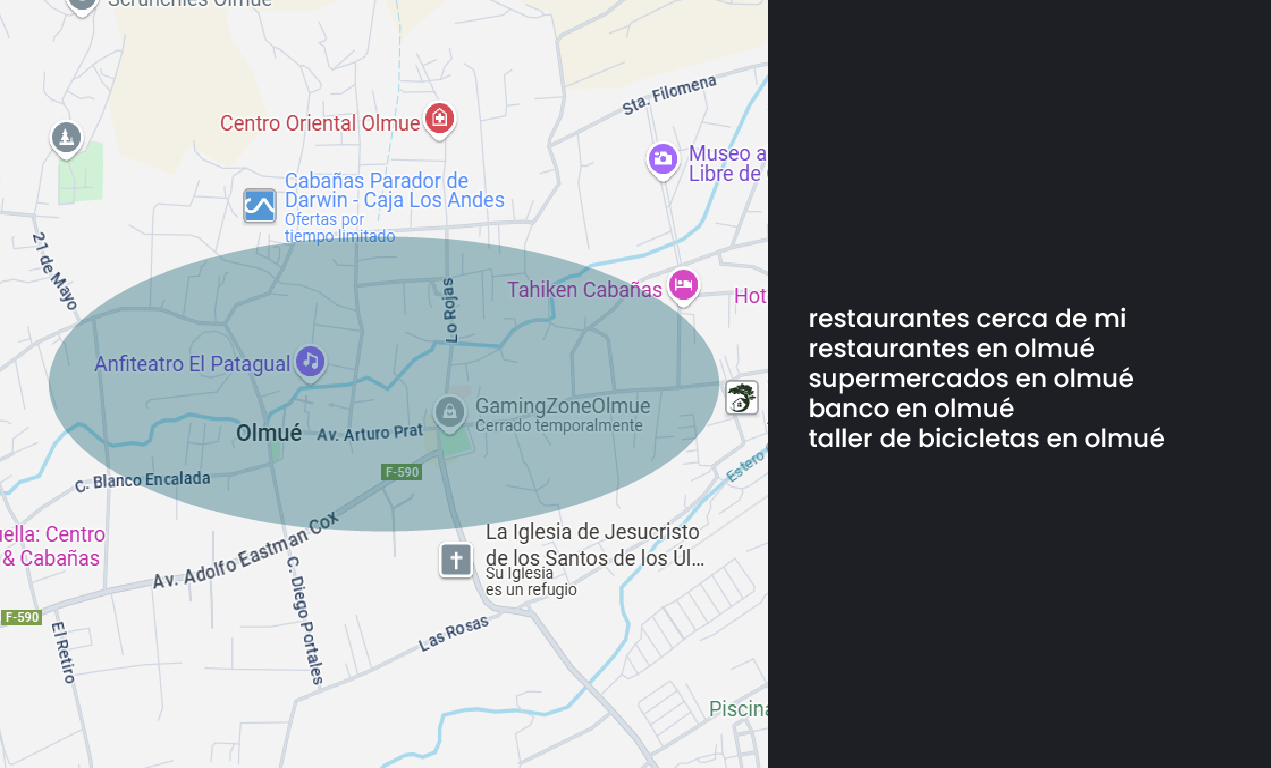 Scrunchies Olmué
Sta. Filomena
Centro Oriental Olmue
Museo a
Libre de
Cabañas Parador de
Darwin - Caja Los Andes
Ofertas por
tiempo limitado
21 de Mayo
Lo Rojas
Tahiken Cabañas
Hot
Anfiteatro El Patagual
GamingZoneOlmue
Cerrado temporalmente
Olmué
Av. Arturo Prat
F-590
Estero
C. Blanco Encalada
uella: Centro
& Cabañas
Av. Adolfo Eastman Cox
La Iglesia de Jesucristo
de los Santos de los Úl...
Su Iglesia
es un refugio
C. Diego Portales
F-590
El Retiro
Las Rosas
Piscina
restaurantes cerca de mi
restaurantes en olmué
supermercados en olmué
banco en olmué
taller de bicicletas en olmué